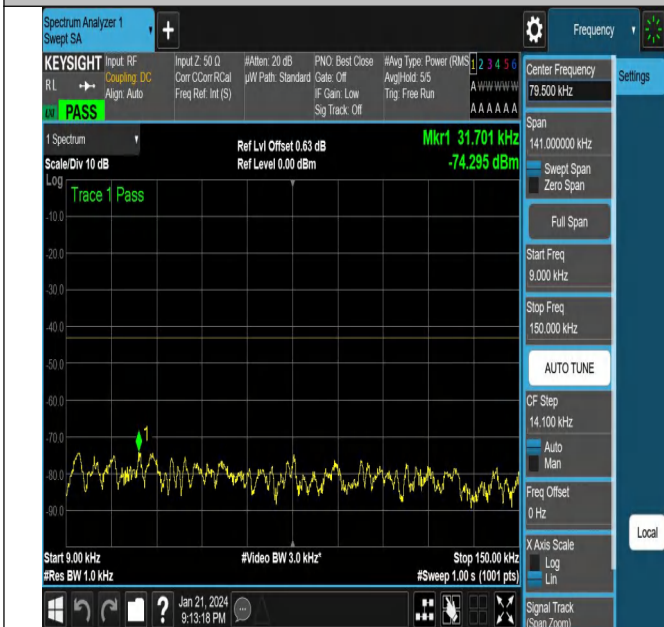 Spectrum Analyzer 1
Swept SA
+
Frequency
KEYSIGHT
RL
PASS
Input: RF
Coupling: DC
Align: Auto
Input Z: 50 Ω
Corr CCorr RCal
Freq Ref: Int (S)
#Atten: 20 dB
µW Path: Standard
PNO: Best Close
Gate: Off
IF Gain: Low
Sig Track: Off
#Avg Type: Power (RMS
Avg|Hold: 5/5
Trig: Free Run
1 2 3 4 5 6
A W W W W W
A A A A A A
1 Spectrum
Scale/Div 10 dB
Log
Ref Lvl Offset 0.63 dB
Ref Level 0.00 dBm
Mkr1 31.701 kHz
-74.295 dBm
Trace 1 Pass
-10.0
-20.0
-30.0
-40.0
-50.0
-60.0
-70.0
-80.0
-90.0
1
Start 9.00 kHz
#Res BW 1.0 kHz
#Video BW 3.0 kHz*
Stop 150.00 kHz
#Sweep 1.00 s (1001 pts)
?
Jan 21, 2024
9:13:18 PM
Center Frequency
79.500 kHz
Settings
Span
141.000000 kHz
Swept Span
Zero Span
Full Span
Start Freq
9.000 kHz
Stop Freq
150.000 kHz
AUTO TUNE
CF Step
14.100 kHz
Auto
Man
Freq Offset
0 Hz
Local
X Axis Scale
Log
Lin
Signal Track
(Span Zoom)